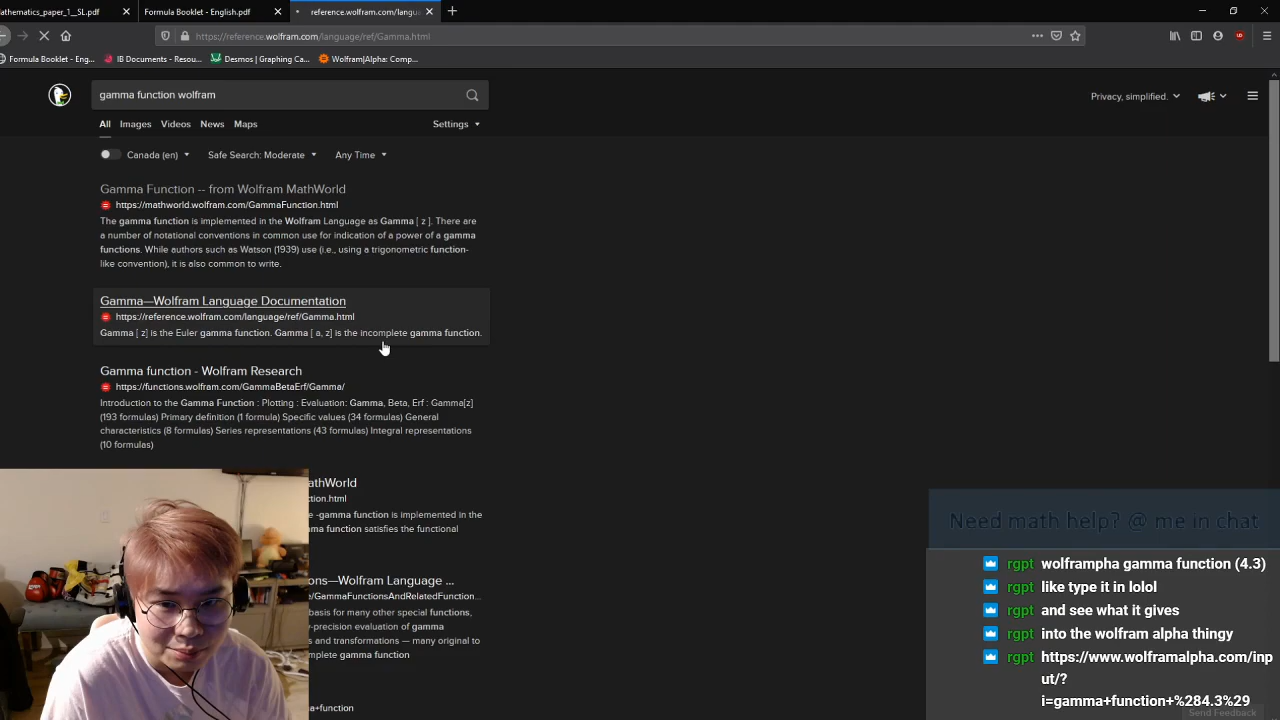 athematics_paper_1__SL.pdf
Formula Booklet - English.pdf
reference.wolfram.com/langua
https://reference.wolfram.com/language/ref/Gamma.html
Formula Booklet - Eng...
IB Documents - Resou...
Desmos | Graphing Ca...
Wolfram|Alpha: Comp...
gamma function wolfram
Privacy, simplified.
All Images Videos News Maps Settings
Canada (en) Safe Search: Moderate Any Time
Gamma Function -- from Wolfram MathWorld
https://mathworld.wolfram.com/GammaFunction.html
The gamma function is implemented in the Wolfram Language as Gamma [ z ]. There are
a number of notational conventions in common use for indication of a power of a gamma
functions. While authors such as Watson (1939) use (i.e., using a trigonometric function-
like convention), it is also common to write.
Gamma—Wolfram Language Documentation
https://reference.wolfram.com/language/ref/Gamma.html
Gamma [ z] is the Euler gamma function. Gamma [ a, z] is the incomplete gamma function.
Gamma function - Wolfram Research
https://functions.wolfram.com/GammaBetaErf/Gamma/
Introduction to the Gamma Function : Plotting : Evaluation: Gamma, Beta, Erf : Gamma[z]
(193 formulas) Primary definition (1 formula) Specific values (34 formulas) General
characteristics (8 formulas) Series representations (43 formulas) Integral representations
(10 formulas)
athWorld
ction.html
-gamma function is implemented in the
mma function satisfies the functional
ons—Wolfram Language ...
e/GammaFunctionsAndRelatedFunction...
basis for many other special functions,
-precision evaluation of gamma
s and transformations — many original to
mplete gamma function
ma+function
Need math help? @ me in chat
rgpt wolframpha gamma function (4.3)
rgpt like type it in lolol
rgpt and see what it gives
rgpt into the wolfram alpha thingy
rgpt https://www.wolframalpha.com/inp
ut/?
i=gamma+function+%284.3%29
Send Feedback